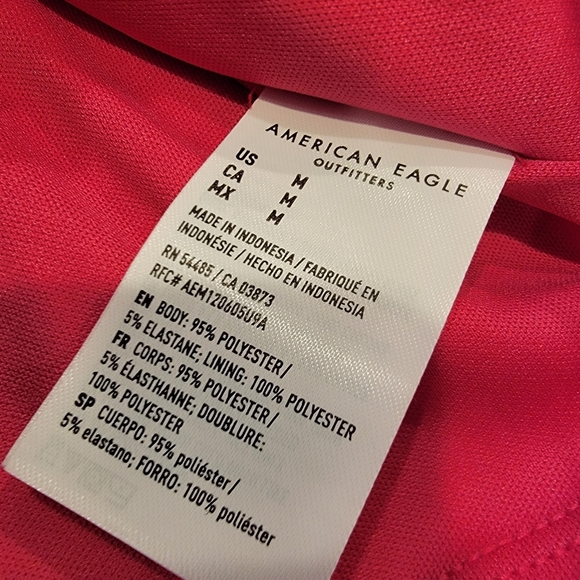 AMERICAN EAGLE
OUTFITTERS
US M
CA M
MX M
MADE IN INDONESIA / FABRIQUÉ EN
INDONÉSIE / HECHO EN INDONESIA
RN 54485 / CA 03873
RFC# AEM120605U9A
EN BODY: 95% POLYESTER /
5% ELASTANE; LINING: 100% POLYESTER
FR CORPS: 95% POLYESTER /
5% ÉLASTHANNE; DOUBLURE:
100% POLYESTER
SP CUERPO: 95% poliéster /
5% elastano; FORRO: 100% poliéster